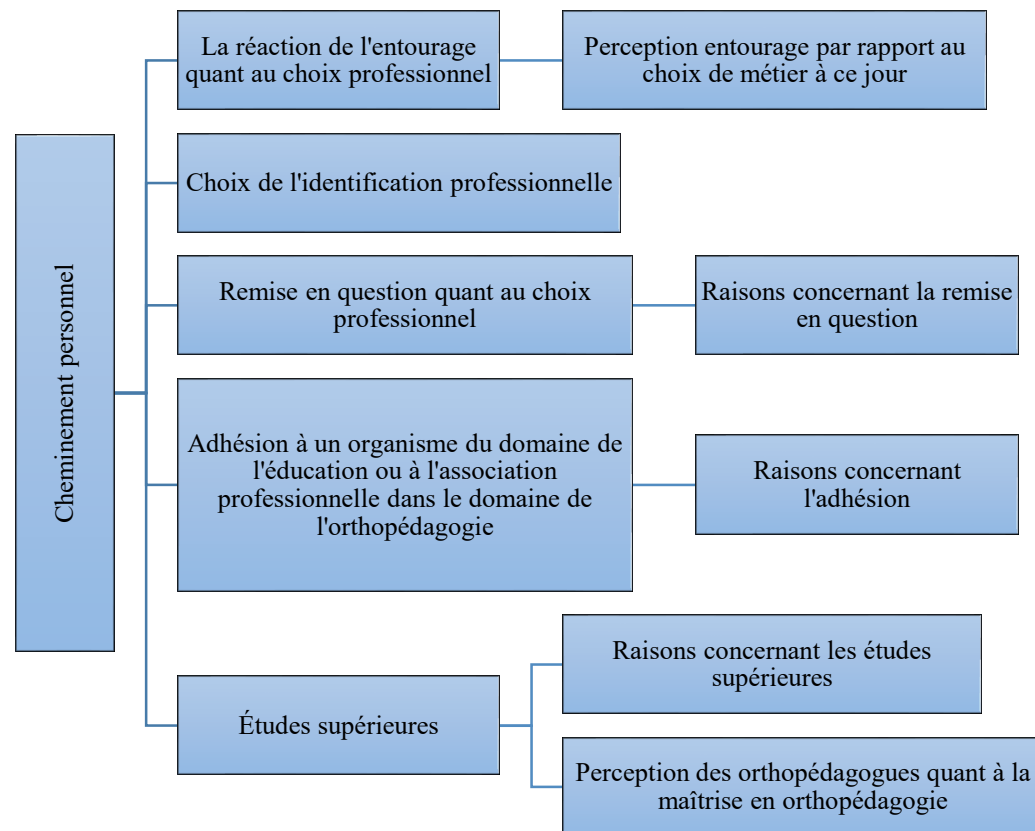 Cheminement personnel
La réaction de l'entourage
quant au choix professionnel
Perception entourage par rapport au
choix de métier à ce jour
Choix de l'identification professionnelle
Remise en question quant au choix
professionnel
Raisons concernant la remise
en question
Adhésion à un organisme du domaine de
l'éducation ou à l'association
professionnelle dans le domaine de
l'orthopédagogie
Raisons concernant
l'adhésion
Études supérieures
Raisons concernant les études
supérieures
Perception des orthopédagogues quant à la
maîtrise en orthopédagogie